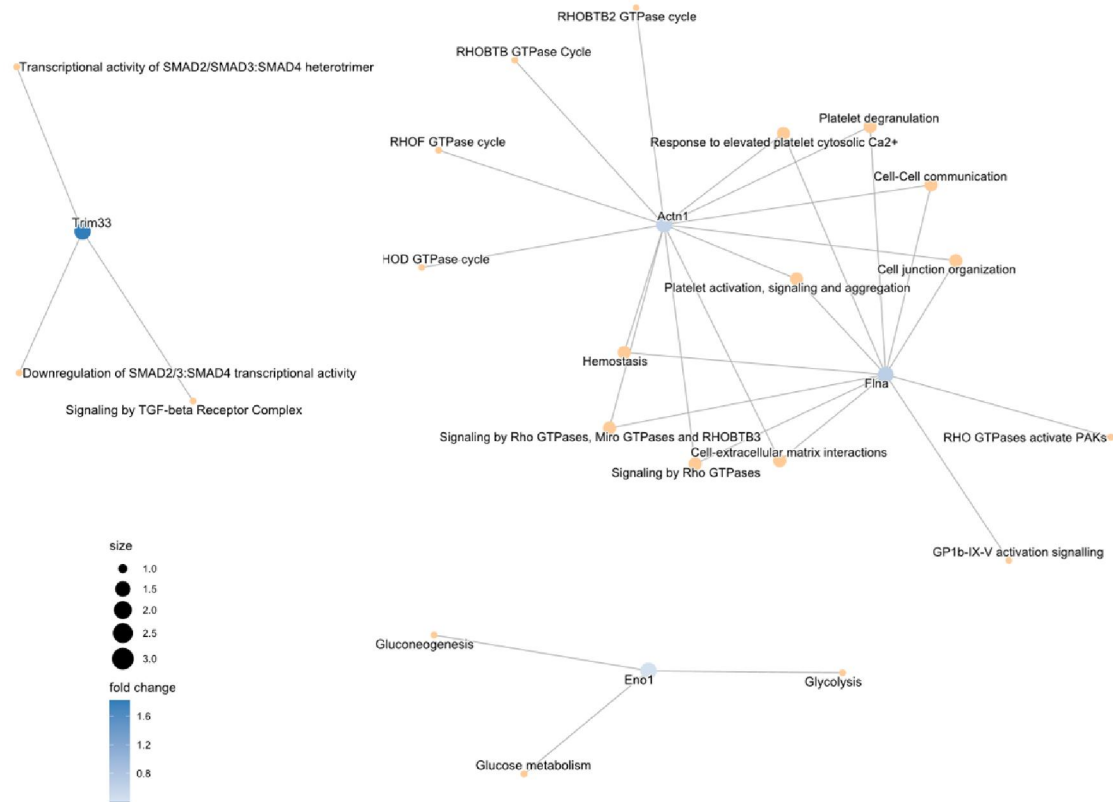 RHOBTB2 GTPase cycle
RHOBTB GTPase Cycle
Transcriptional activity of SMAD2/SMAD3:SMAD4 heterotrimer
Platelet degranulation
RHOF GTPase cycle
Response to elevated platelet cytosolic Ca2+
Cell-Cell communication
Actn1
Trim33
HOD GTPase cycle
Cell junction organization
Platelet activation, signaling and aggregation
Hemostasis
Downregulation of SMAD2/3:SMAD4 transcriptional activity
Flna
Signaling by TGF-beta Receptor Complex
Signaling by Rho GTPases, Miro GTPases and RHOBTB3
RHO GTPases activate PAKs
Cell-extracellular matrix interactions
Signaling by Rho GTPases
GP1b-IX-V activation signalling
size
1.0
1.5
2.0
2.5
3.0
fold change
1.6
1.2
0.8
Gluconeogenesis
Eno1
Glycolysis
Glucose metabolism